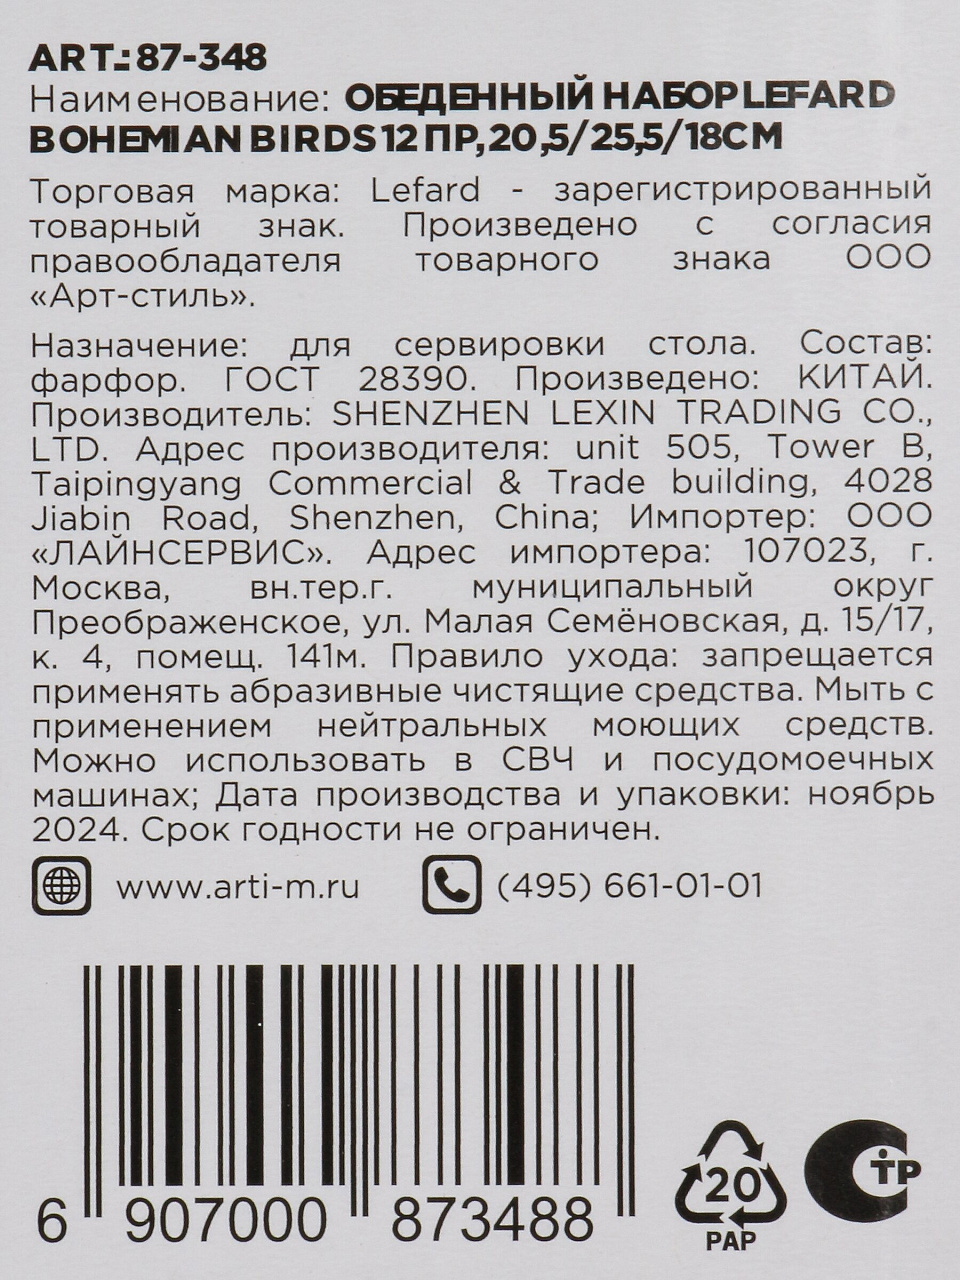 ART.: 87-348
Наименование: ОБЕДЕННЫЙ НАБОР LEFARD
BOHEMIAN BIRDS 12 ПР, 20,5/25,5/18СМ
Торговая марка: Lefard - зарегистрированный
товарный знак. Произведено с согласия
правообладателя товарного знака ООО
«Арт-стиль».
Назначение: для сервировки стола. Состав:
фарфор. ГОСТ 28390. Произведено: КИТАЙ.
Производитель: SHENZHEN LEXIN TRADING CO.,
LTD. Адрес производителя: unit 505, Tower B,
Taipingyang Commercial & Trade building, 4028
Jiabin Road, Shenzhen, China; Импортер: ООО
«ЛАЙНСЕРВИС». Адрес импортера: 107023, г.
Москва, вн.тер.г. муниципальный округ
Преображенское, ул. Малая Семёновская, д. 15/17,
к. 4, помещ. 141м. Правило ухода: запрещается
применять абразивные чистящие средства. Мыть с
применением нейтральных моющих средств.
Можно использовать в СВЧ и посудомоечных
машинах; Дата производства и упаковки: ноябрь
2024. Срок годности не ограничен.
www.arti-m.ru (495) 661-01-01
6 907000 873488
20
PAP
СТР